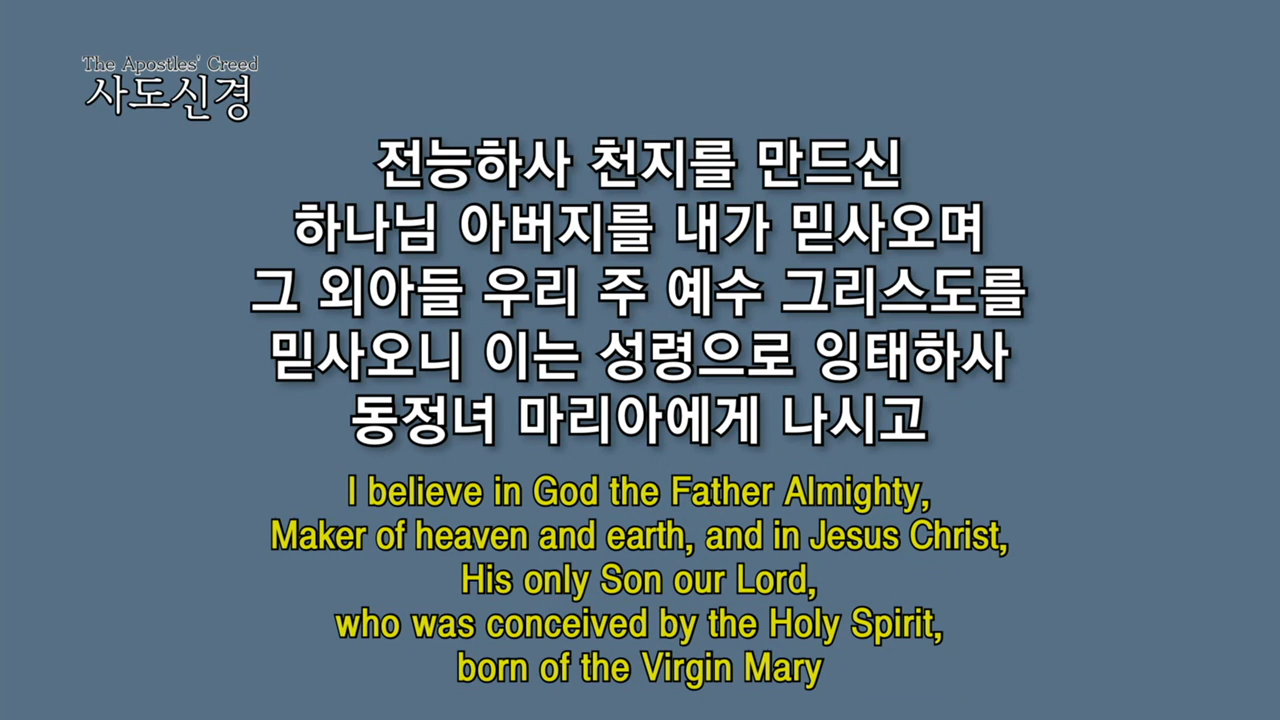 The Apostles' Creed
사도신경
전능하사 천지를 만드신
하나님 아버지를 내가 믿사오며
그 외아들 우리 주 예수 그리스도를
믿사오니 이는 성령으로 잉태하사
동정녀 마리아에게 나시고
I believe in God the Father Almighty,
Maker of heaven and earth, and in Jesus Christ,
His only Son our Lord,
who was conceived by the Holy Spirit,
born of the Virgin Mary